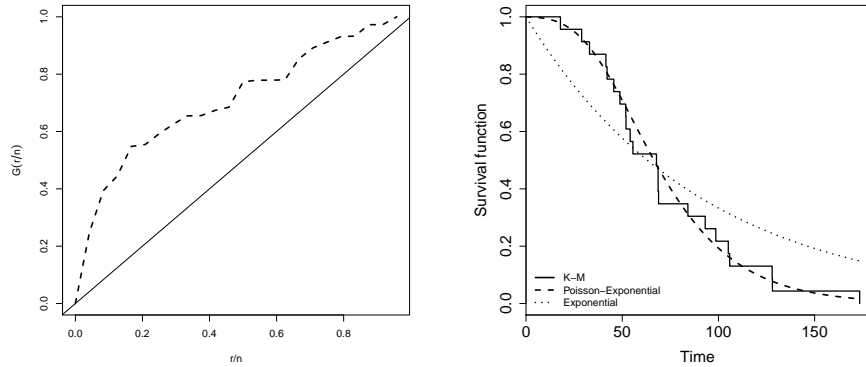 G(r/n)
1.0
0.8
0.6
0.4
0.2
0.0
0.0 0.2 0.4 0.6 0.8
r/n
Survival function
1.0
0.8
0.6
0.4
0.2
0.0
K−M
Poisson−Exponential
Exponential
0 50 100 150
Time